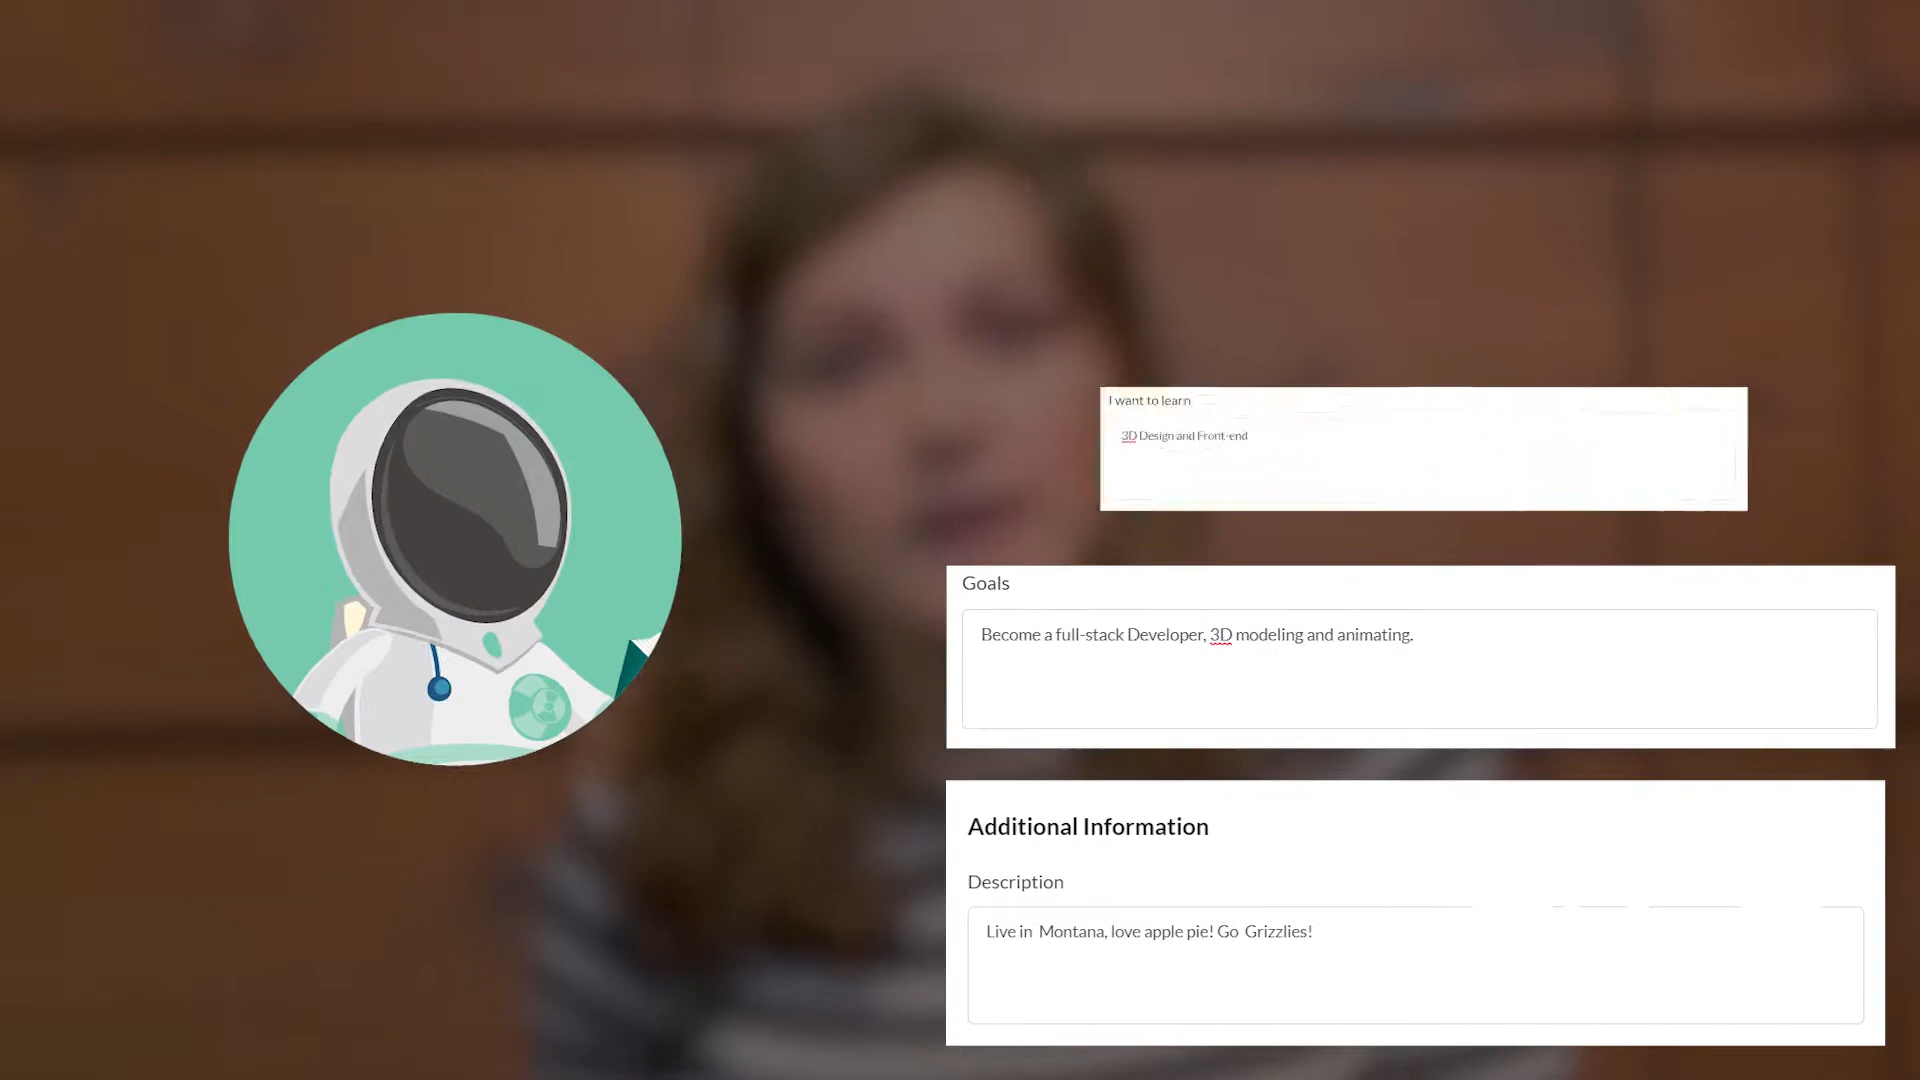 I want to learn
3D Design and Front-end
Goals
Become a full-stack Developer, 3D modeling and animating.
Additional Information
Description
Live in Montana, love apple pie! Go Grizzlies!